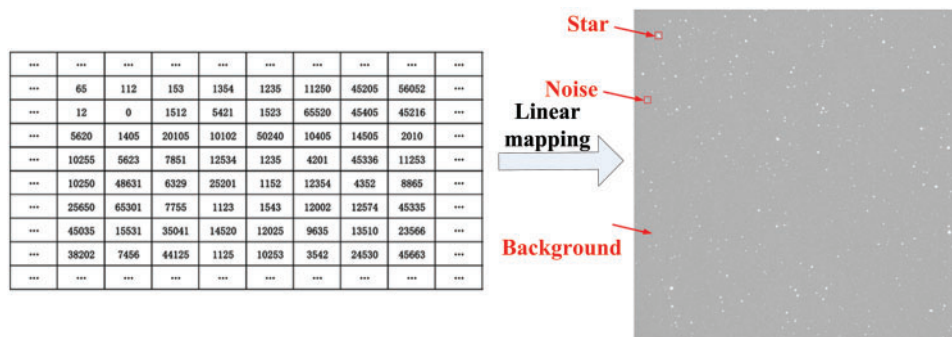 ... ... ... ... ... ... ... ... ... ...
... 65 112 153 1354 1235 11250 45205 56052 ...
... 12 0 1512 5421 1523 65520 45405 45216 ...
... 5620 1405 20105 10102 50240 10405 14505 2010 ...
... 10255 5623 7851 12534 1235 4201 45336 11253 ...
... 10250 48631 6329 25201 1152 12354 4352 8865 ...
... 25650 65301 7755 1123 1543 12002 12574 45335 ...
... 45035 15531 35041 14520 12025 9635 13510 23566 ...
... 38202 7456 44125 1125 10253 3542 24530 45663 ...
... ... ... ... ... ... ... ... ... ...
Linear
mapping
Star
Noise
Background